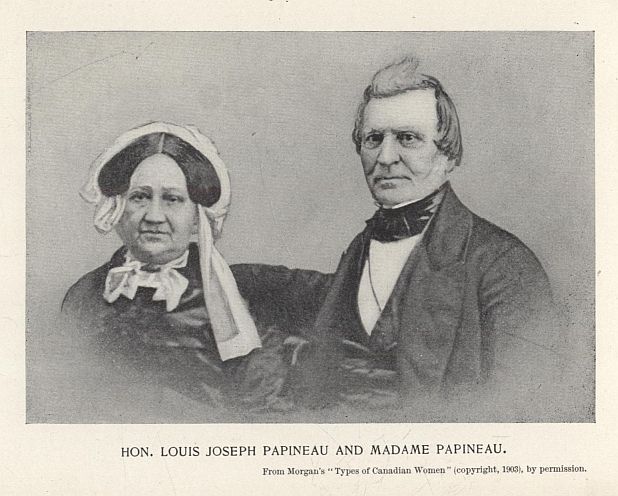 HON. LOUIS JOSEPH PAPINEAU AND MADAME PAPINEAU.
From Morgan's "Types of Canadian Women" (copyright, 1903), by permission.